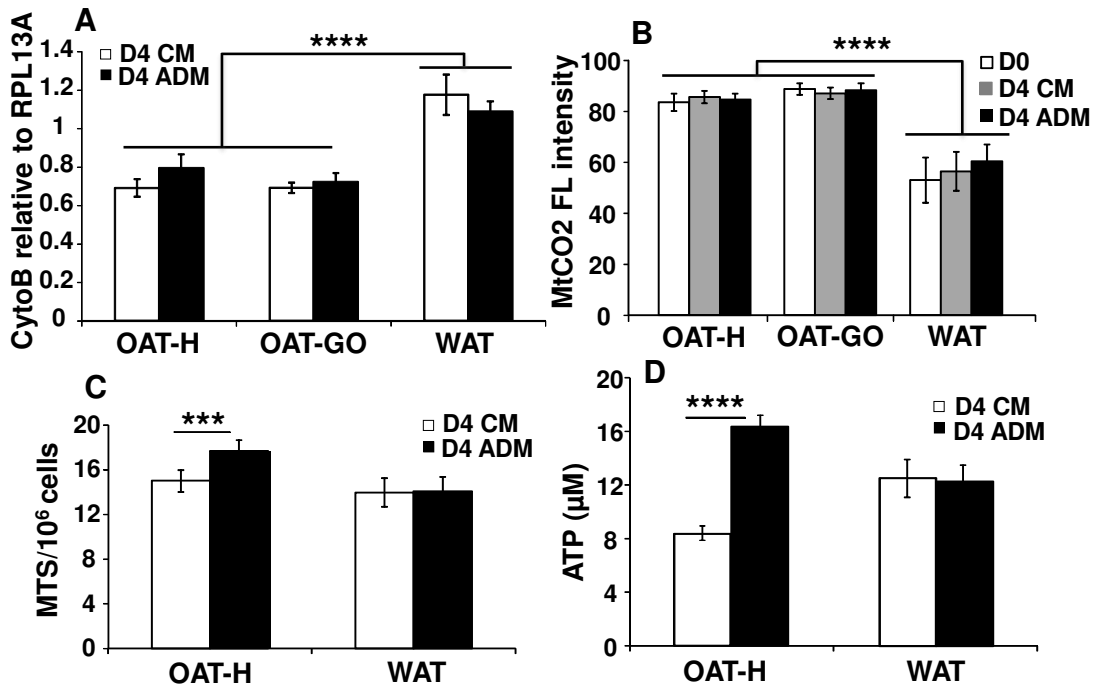 A
CytoB relative to RPL13A
D4 CM
D4 ADM
****
1.4
1.2
1
0.8
0.6
0.4
0.2
0
OAT-H OAT-GO WAT
B
MtCO2 FL intensity
****
D0
D4 CM
D4 ADM
100
80
60
40
20
0
OAT-H OAT-GO WAT
C
MTS/10⁶ cells
***
D4 CM
D4 ADM
20
16
12
8
4
0
OAT-H WAT
D
ATP (µM)
****
D4 CM
D4 ADM
20
16
12
8
4
0
OAT-H WAT